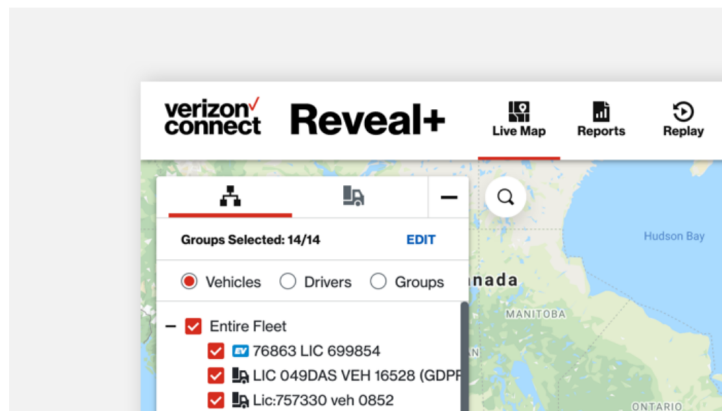 verizon
connect
Reveal+
Live Map
Reports
Replay
Groups Selected: 14/14
EDIT
Vehicles
Drivers
Groups
Entire Fleet
EV 76863 LIC 699854
LIC 049DAS VEH 16528 (GDPR
Lic:757330 veh 0852
Hudson Bay
nada
MANITOBA
N
ONTARIO